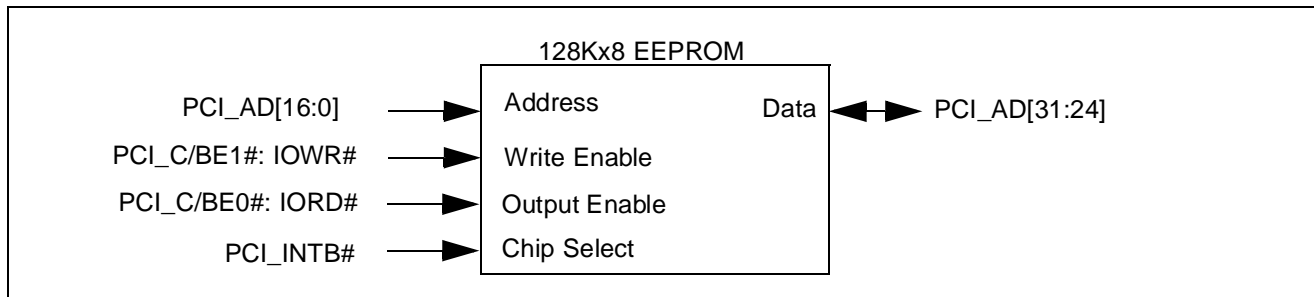 128Kx8 EEPROM
PCI_AD[16:0] Address Data PCI_AD[31:24]
PCI_C/BE1#: IOWR# Write Enable
PCI_C/BE0#: IORD# Output Enable
PCI_INTB# Chip Select